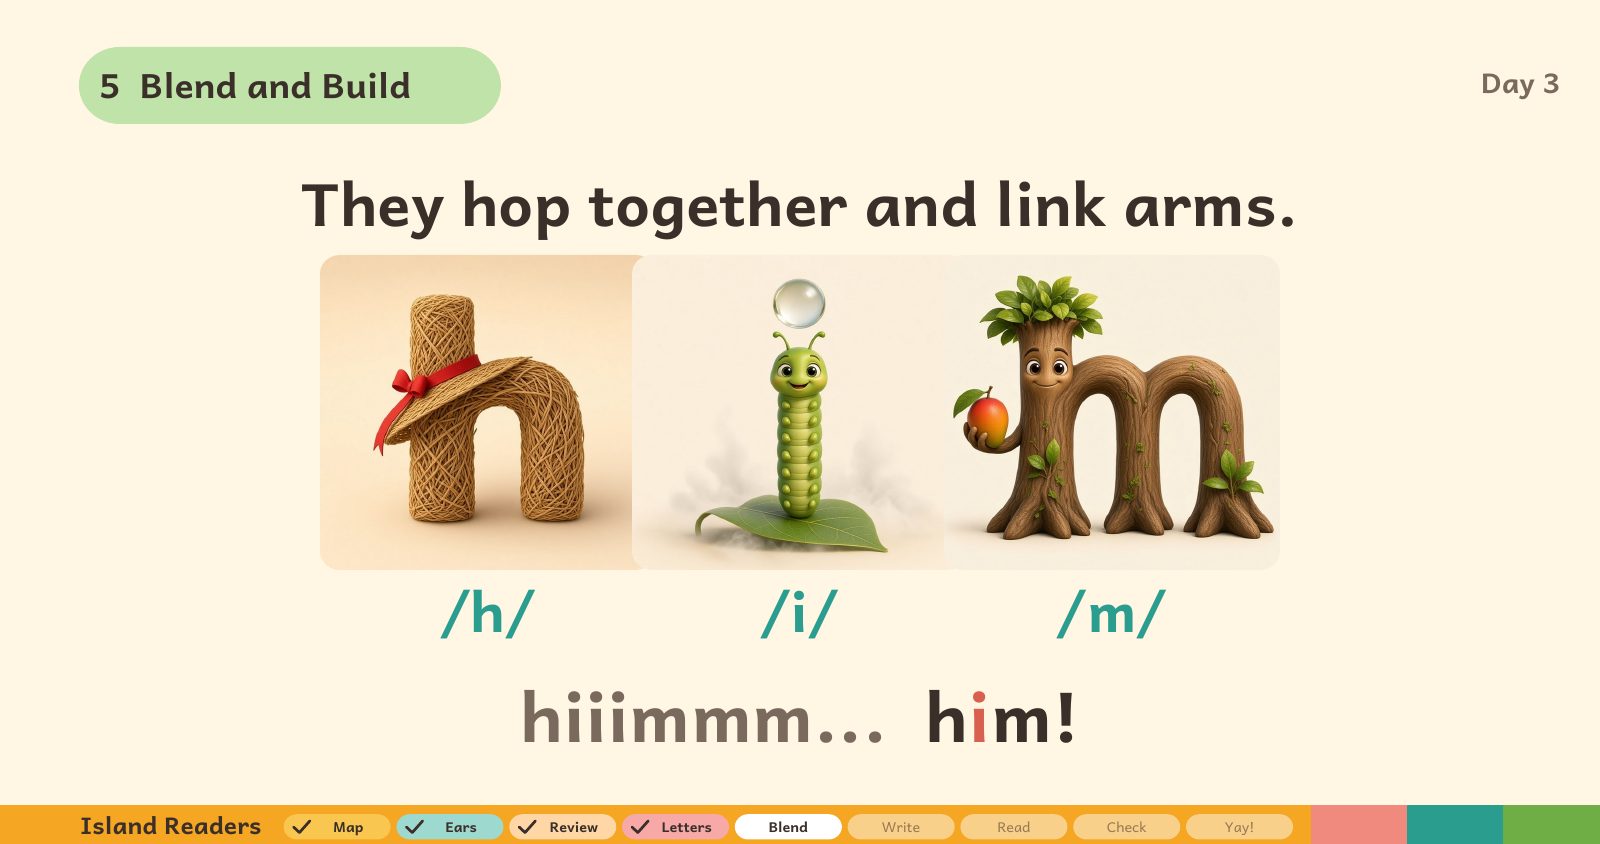 5 Blend and Build
Day 3
They hop together and link arms.
/h/ /i/ /m/
hiiimmm... him!
Island Readers Map Ears Review Letters Blend Write Read Check Yay!